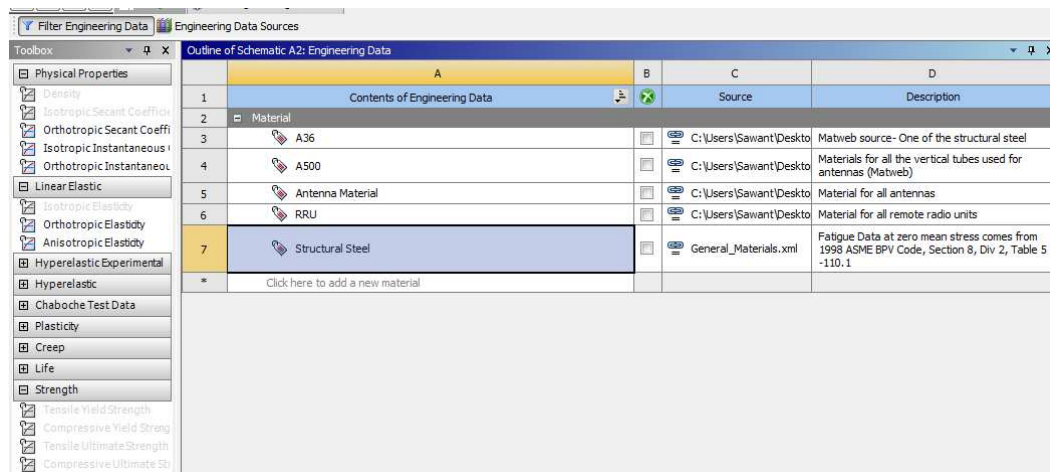 Filter Engineering Data Engineering Data Sources
Toolbox
Physical Properties
Density
Isotropic Secant Coefficie
Orthotropic Secant Coeffi
Isotropic Instantaneous
Orthotropic Instantaneou
Linear Elastic
Isotropic Elasticity
Orthotropic Elasticity
Anisotropic Elasticity
Hyperelastic Experimental
Hyperelastic
Chaboche Test Data
Plasticity
Creep
Life
Strength
Tensile Yield Strength
Compressive Yield Streng
Tensile Ultimate Strength
Compressive Ultimate St
Outline of Schematic A2: Engineering Data
A B C D
1 Contents of Engineering Data Source Description
2 Material
3 A36 C:\Users\Sawant\Deskto Matweb source- One of the structural steel
4 A500 C:\Users\Sawant\Deskto Materials for all the vertical tubes used for
antennas (Matweb)
5 Antenna Material C:\Users\Sawant\Deskto Material for all antennas
6 RRU C:\Users\Sawant\Deskto Material for all remote radio units
7 Structural Steel General_Materials.xml Fatigue Data at zero mean stress comes from
1998 ASME BPV Code, Section 8, Div 2, Table 5
-110.1
* Click here to add a new material